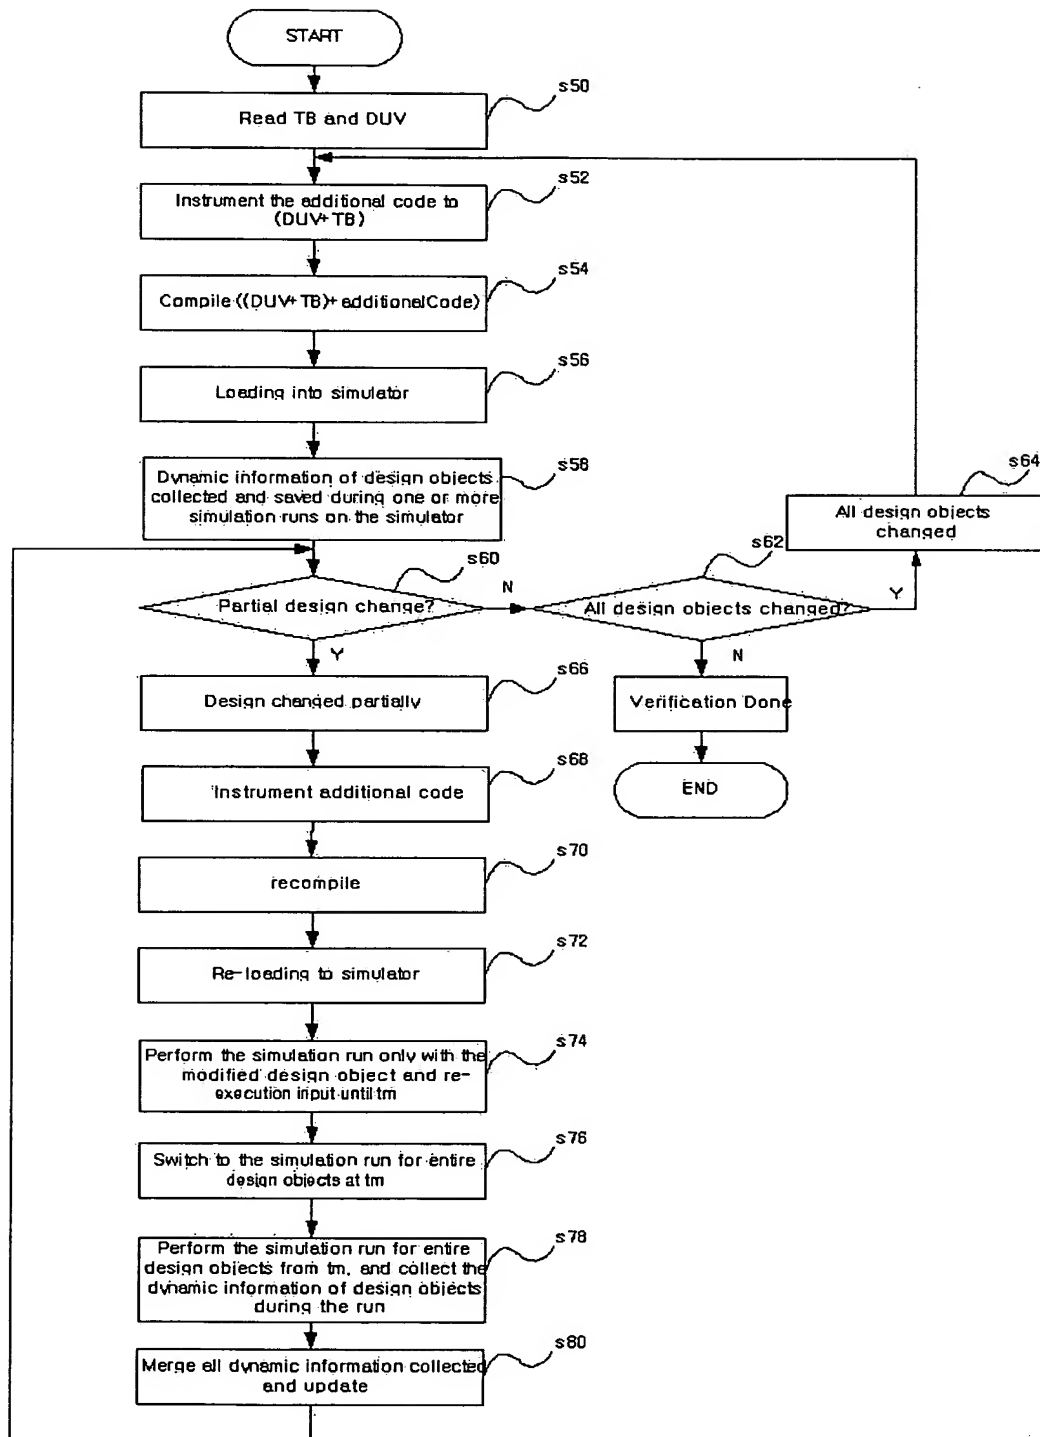 START
s50
Read TB and DUV
s52
Instrument the additional code to
(DUV+TB)
s54
Compile ((DUV+TB)+additionalCode)
s56
Loading into simulator
s58
Dynamic information of design objects
collected and saved during one or more
simulation runs on the simulator
s64
All design objects
changed
s60
Partial design change?
N
s62
All design objects changed?
Y
Y
N
s66
Design changed partially
Verification Done
s68
Instrument additional code
END
s70
recompile
s72
Re-loading to simulator
s74
Perform the simulation run only with the
modified design object and re-
execution input until tm
s76
Switch to the simulation run for entire
design objects at tm
s78
Perform the simulation run for entire
design objects from tm, and collect the
dynamic information of design objects
during the run
s80
Merge all dynamic information collected
and update